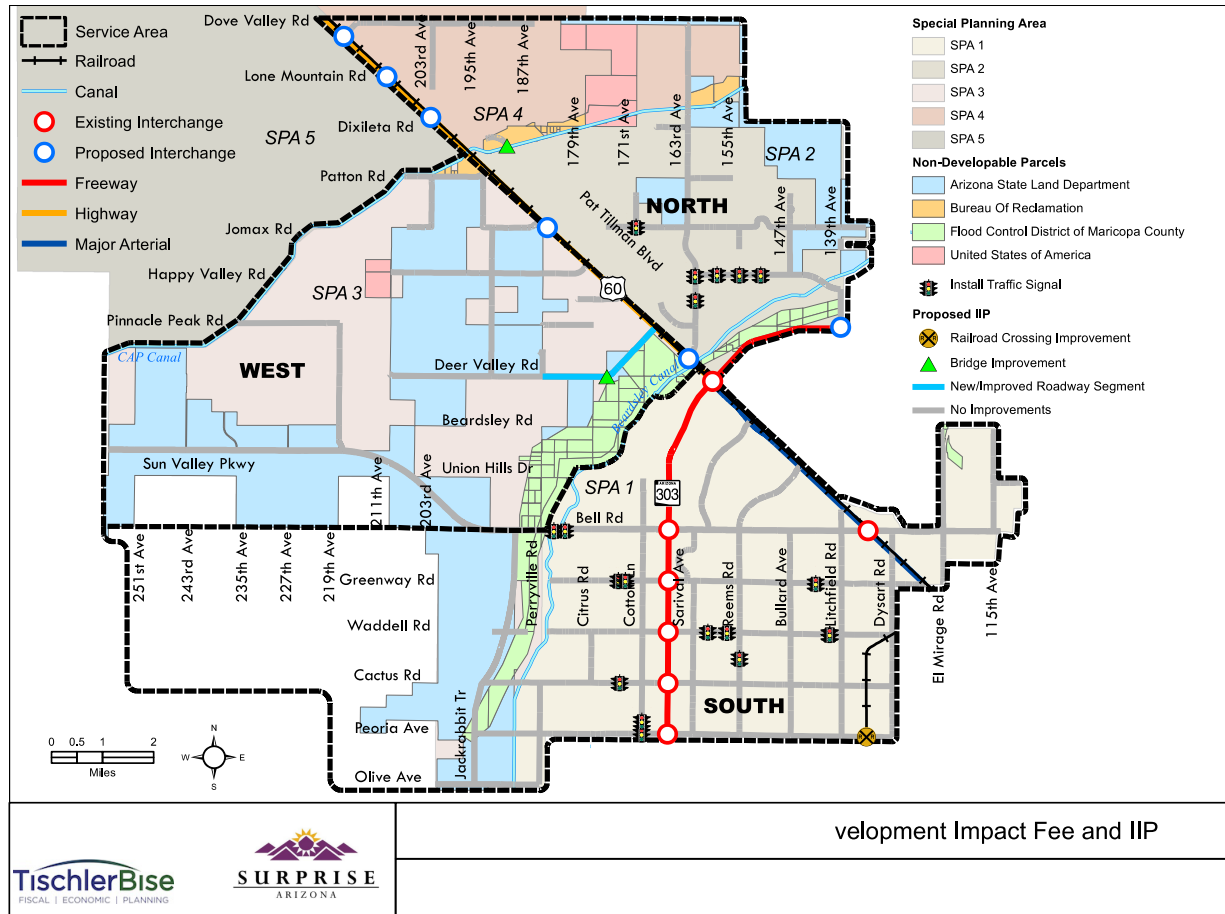 Service Area
Railroad
Canal
Existing Interchange
Proposed Interchange
Freeway
Highway
Major Arterial
Dove Valley Rd
Lone Mountain Rd
Dixileta Rd
Patton Rd
Jomax Rd
Happy Valley Rd
Pinnacle Peak Rd
CAP Canal
203rd Ave
195th Ave
187th Ave
179th Ave
171st Ave
163rd Ave
155th Ave
147th Ave
139th Ave
SPA 5
SPA 4
SPA 2
SPA 3
SPA 1
NORTH
WEST
SOUTH
Pat Tillman Blvd
60
Deer Valley Rd
Beardsley Canal
Beardsley Rd
Union Hills Dr
Sun Valley Pkwy
211th Ave
203rd Ave
ARIZONA
303
Bell Rd
251st Ave
243rd Ave
235th Ave
227th Ave
219th Ave
Greenway Rd
Waddell Rd
Cactus Rd
Peoria Ave
Olive Ave
Jackrabbit Tr
Perryville Rd
Citrus Rd
Cotton Ln
Sarival Ave
Reems Rd
Bullard Ave
Litchfield Rd
Dysart Rd
El Mirage Rd
115th Ave
Special Planning Area
SPA 1
SPA 2
SPA 3
SPA 4
SPA 5
Non-Developable Parcels
Arizona State Land Department
Bureau Of Reclamation
Flood Control District of Maricopa County
United States of America
Install Traffic Signal
Proposed IIP
R R
Railroad Crossing Improvement
Bridge Improvement
New/Improved Roadway Segment
No Improvements
R R
0 0.5 1 2
Miles
N
W E
S
TischlerBise
FISCAL | ECONOMIC | PLANNING
SURPRISE
ARIZONA
velopment Impact Fee and IIP